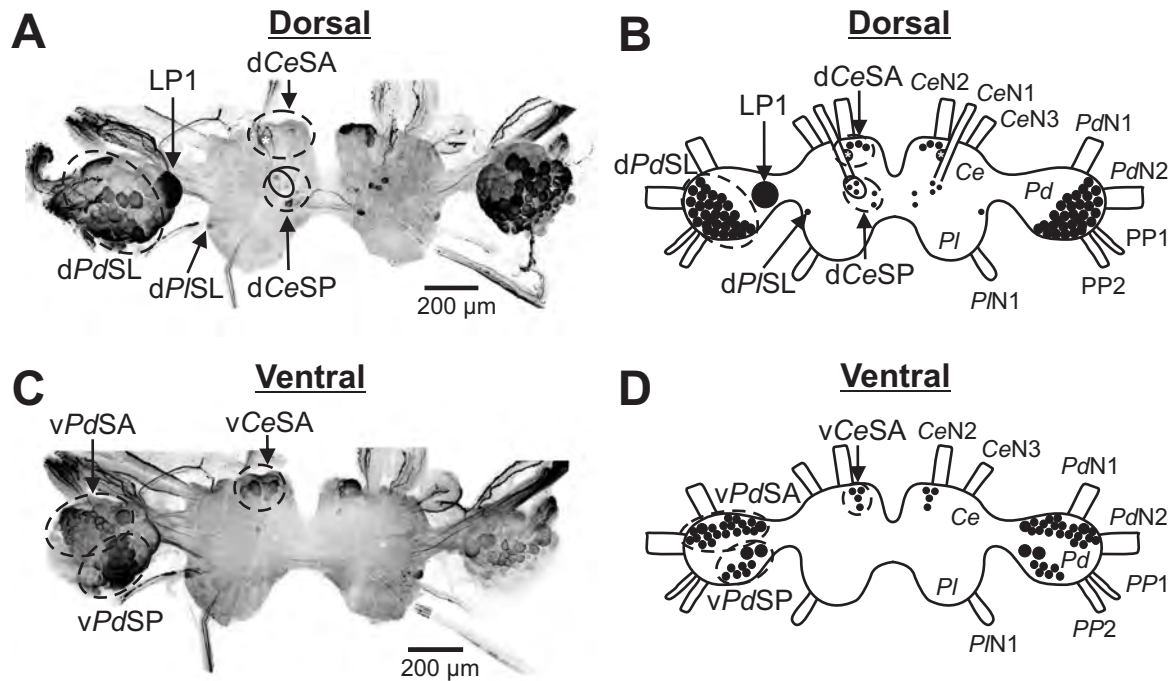 A
Dorsal
dCeSA
LP1
dPdSL
dPlSL
dCeSP
200 µm
B
Dorsal
dCeSA
CeN2
CeN1
LP1
CeN3
PdN1
dPdSL
Ce
PdN2
Pd
PP1
Pl
dPlSL
dCeSP
PP2
PlN1
C
Ventral
vPdSA
vCeSA
vPdSP
200 µm
D
Ventral
vCeSA
CeN2
CeN3
PdN1
vPdSA
Ce
PdN2
Pd
PP1
vPdSP
Pl
PP2
PlN1